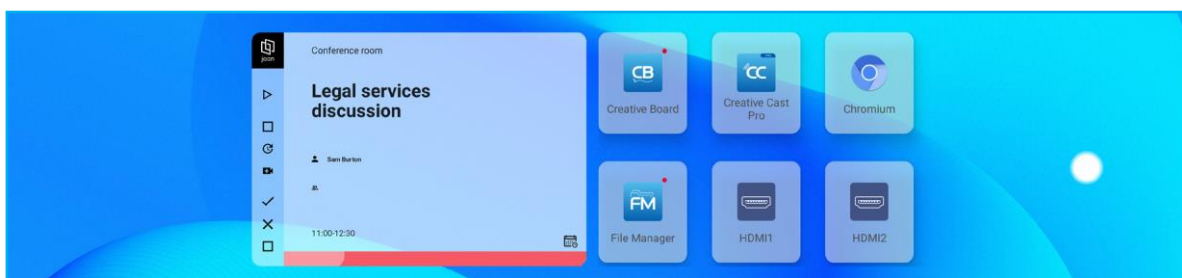 joan
Conference room
Legal services
discussion
Sam Burton
11:00-12:30
CB
Creative Board
CC
Creative Cast
Pro
Chromium
FM
File Manager
HDMI1
HDMI2